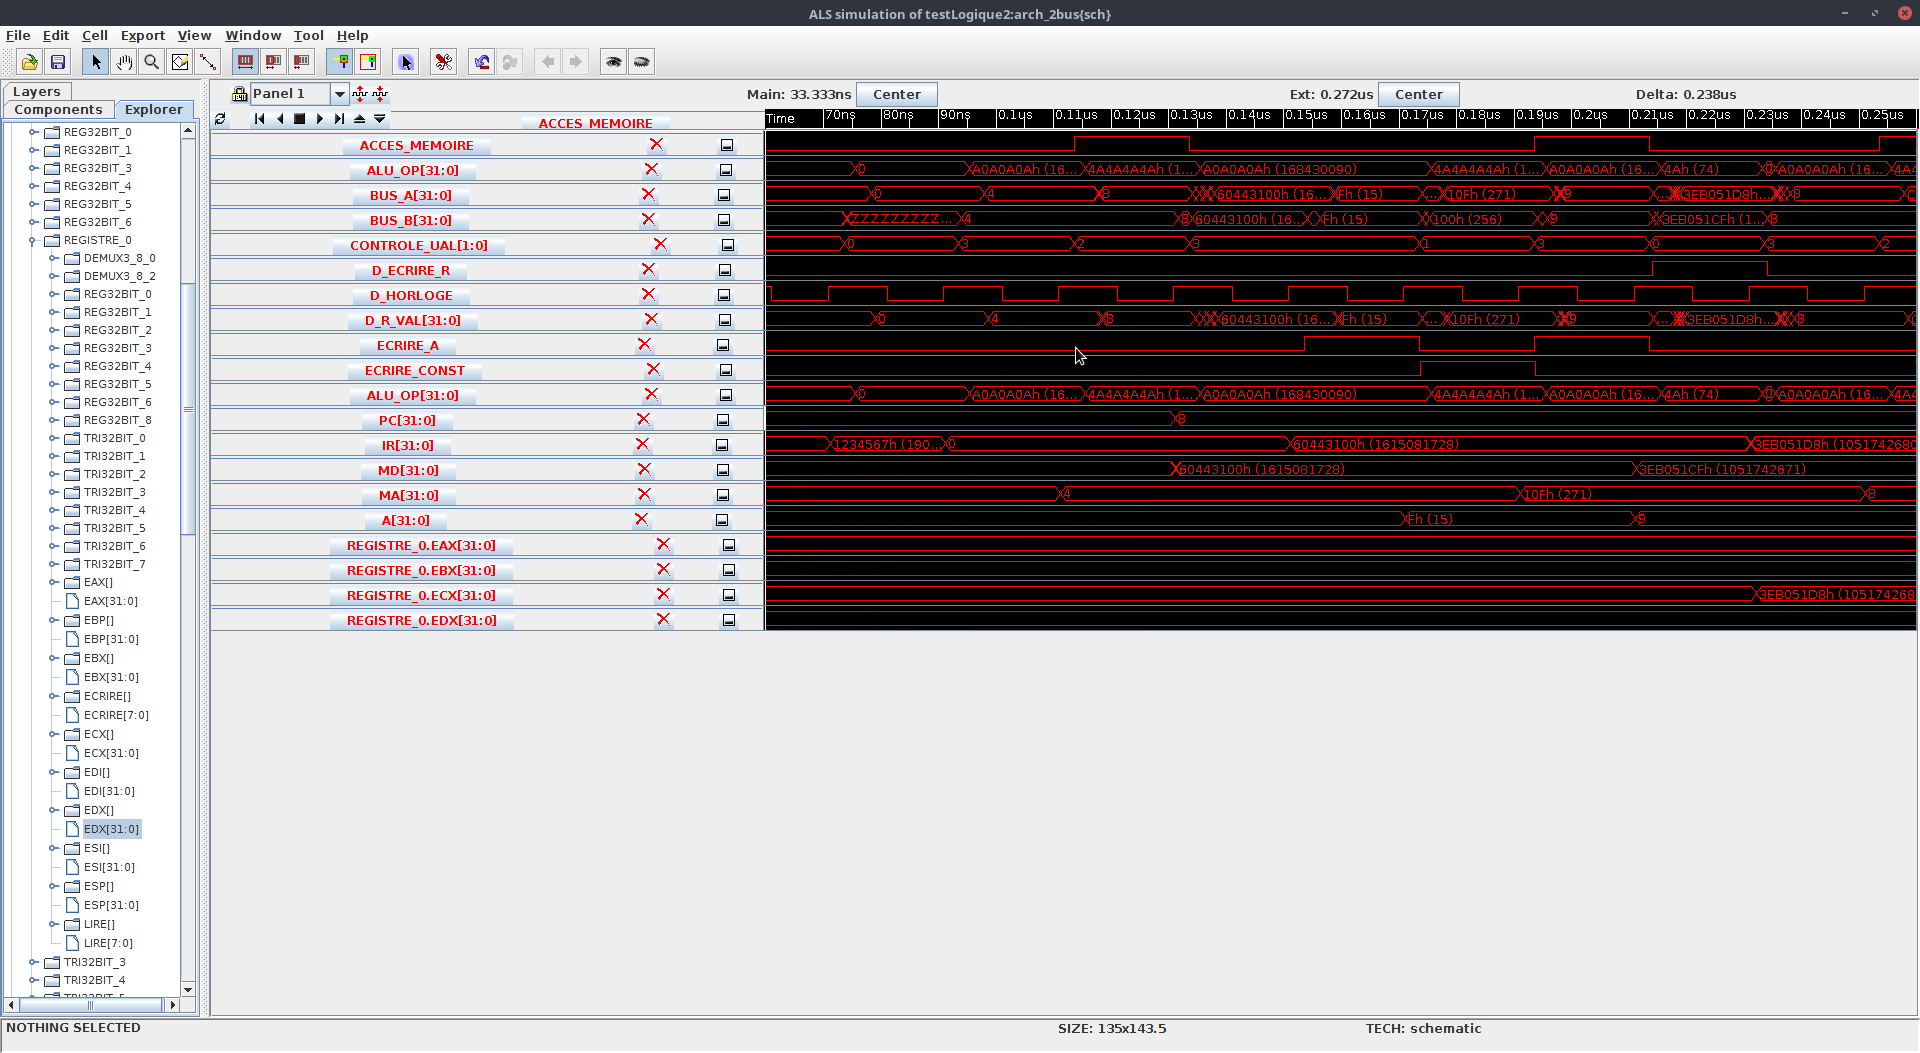 ALS simulation of testLogique2:arch_2bus{sch}
File Edit Cell Export View Window Tool Help
Layers
Components Explorer
REG32BIT_0
REG32BIT_1
REG32BIT_3
REG32BIT_4
REG32BIT_5
REG32BIT_6
REGISTRE_0
DEMUX3_8_0
DEMUX3_8_2
REG32BIT_0
REG32BIT_1
REG32BIT_2
REG32BIT_3
REG32BIT_4
REG32BIT_5
REG32BIT_6
REG32BIT_8
TRI32BIT_0
TRI32BIT_1
TRI32BIT_2
TRI32BIT_3
TRI32BIT_4
TRI32BIT_5
TRI32BIT_6
TRI32BIT_7
EAX[]
EAX[31:0]
EBP[]
EBP[31:0]
EBX[]
EBX[31:0]
ECRIRE[]
ECRIRE[7:0]
ECX[]
ECX[31:0]
EDI[]
EDI[31:0]
EDX[]
EDX[31:0]
ESI[]
ESI[31:0]
ESP[]
ESP[31:0]
LIRE[]
LIRE[7:0]
TRI32BIT_3
TRI32BIT_4
Panel 1 Main: 33.333ns Center Ext: 0.272us Center Delta: 0.238us
ACCES_MEMOIRE Time 70ns 80ns 90ns 0.1us 0.11us 0.12us 0.13us 0.14us 0.15us 0.16us 0.17us 0.18us 0.19us 0.2us 0.21us 0.22us 0.23us 0.24us 0.25us
ACCES_MEMOIRE
ALU_OP[31:0] 0 A0A0A0Ah (16... 4A4A4A4Ah (1... A0A0A0Ah (168430090) 4A4A4A4Ah (1... A0A0A0Ah (16... 4Ah (74) 0 A0A0A0Ah (16... 4A4
BUS_A[31:0] 0 4 8 60443100h (16... Fh (15) ... 10Fh (271) 9 ... 3EB051D8h... 8
BUS_B[31:0] ZZZZZZZZZ... 4 8 60443100h (16... Fh (15) 100h (256) 9 3EB051CFh (1... 8
CONTROLE_UAL[1:0] 0 3 2 3 1 3 0 3 2
D_ECRIRE_R
D_HORLOGE
D_R_VAL[31:0] 0 4 8 60443100h (16... Fh (15) ... 10Fh (271) 9 ... 3EB051D8h... 8
ECRIRE_A
ECRIRE_CONST
ALU_OP[31:0] 0 A0A0A0Ah (16... 4A4A4A4Ah (1... A0A0A0Ah (168430090) 4A4A4A4Ah (1... A0A0A0Ah (16... 4Ah (74) 0 A0A0A0Ah (16... 4A4
PC[31:0] 8
IR[31:0] 1234567h (190... 0 60443100h (1615081728) 3EB051D8h (1051742680
MD[31:0] 60443100h (1615081728) 3EB051CFh (1051742671)
MA[31:0] 4 10Fh (271) 8
A[31:0] Fh (15) 9
REGISTRE_0.EAX[31:0]
REGISTRE_0.EBX[31:0]
REGISTRE_0.ECX[31:0] 3EB051D8h (105174268
REGISTRE_0.EDX[31:0]
NOTHING SELECTED SIZE: 135x143.5 TECH: schematic